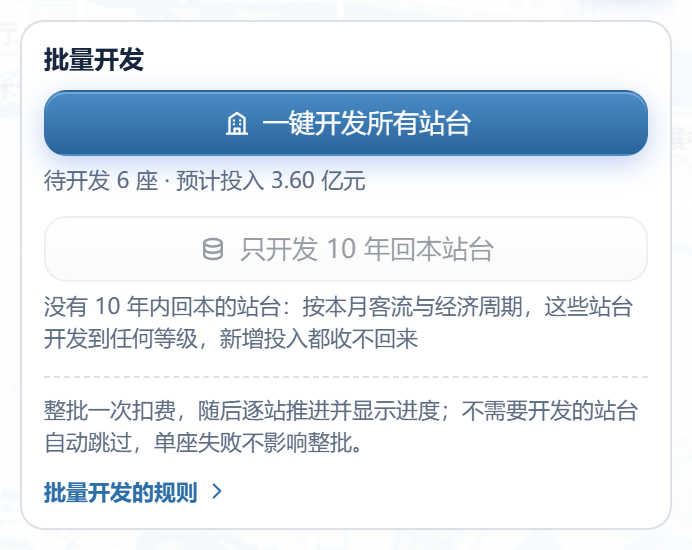 批量开发
一键开发所有站台
待开发 6 座 · 预计投入 3.60 亿元
只开发 10 年回本站台
没有 10 年内回本的站台：按本月客流与经济周期，这些站台
开发到任何等级，新增投入都收不回来
整批一次扣费，随后逐站推进并显示进度；不需要开发的站台
自动跳过，单座失败不影响整批。
批量开发的规则